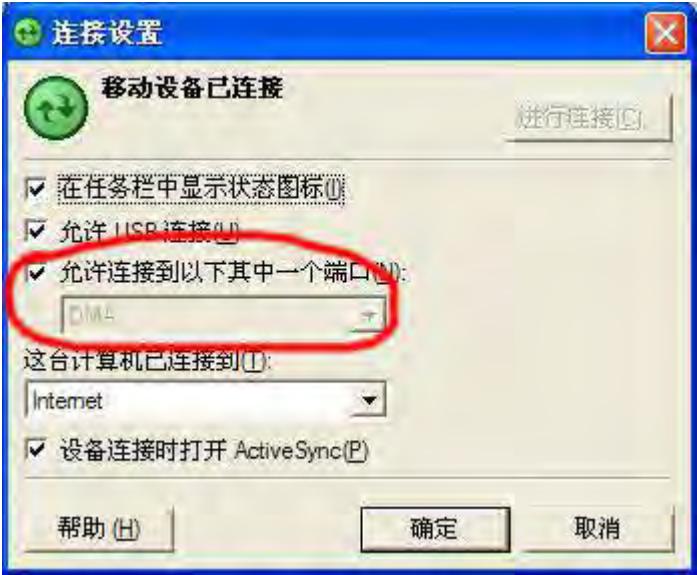 连接设置
移动设备已连接
进行连接(C)...
在任务栏中显示状态图标(I)
允许 USB 连接(U)
允许连接到以下其中一个端口(N):
DMA
这台计算机已连接到(T):
Internet
设备连接时打开 ActiveSync(P)
帮助 (H)
确定
取消